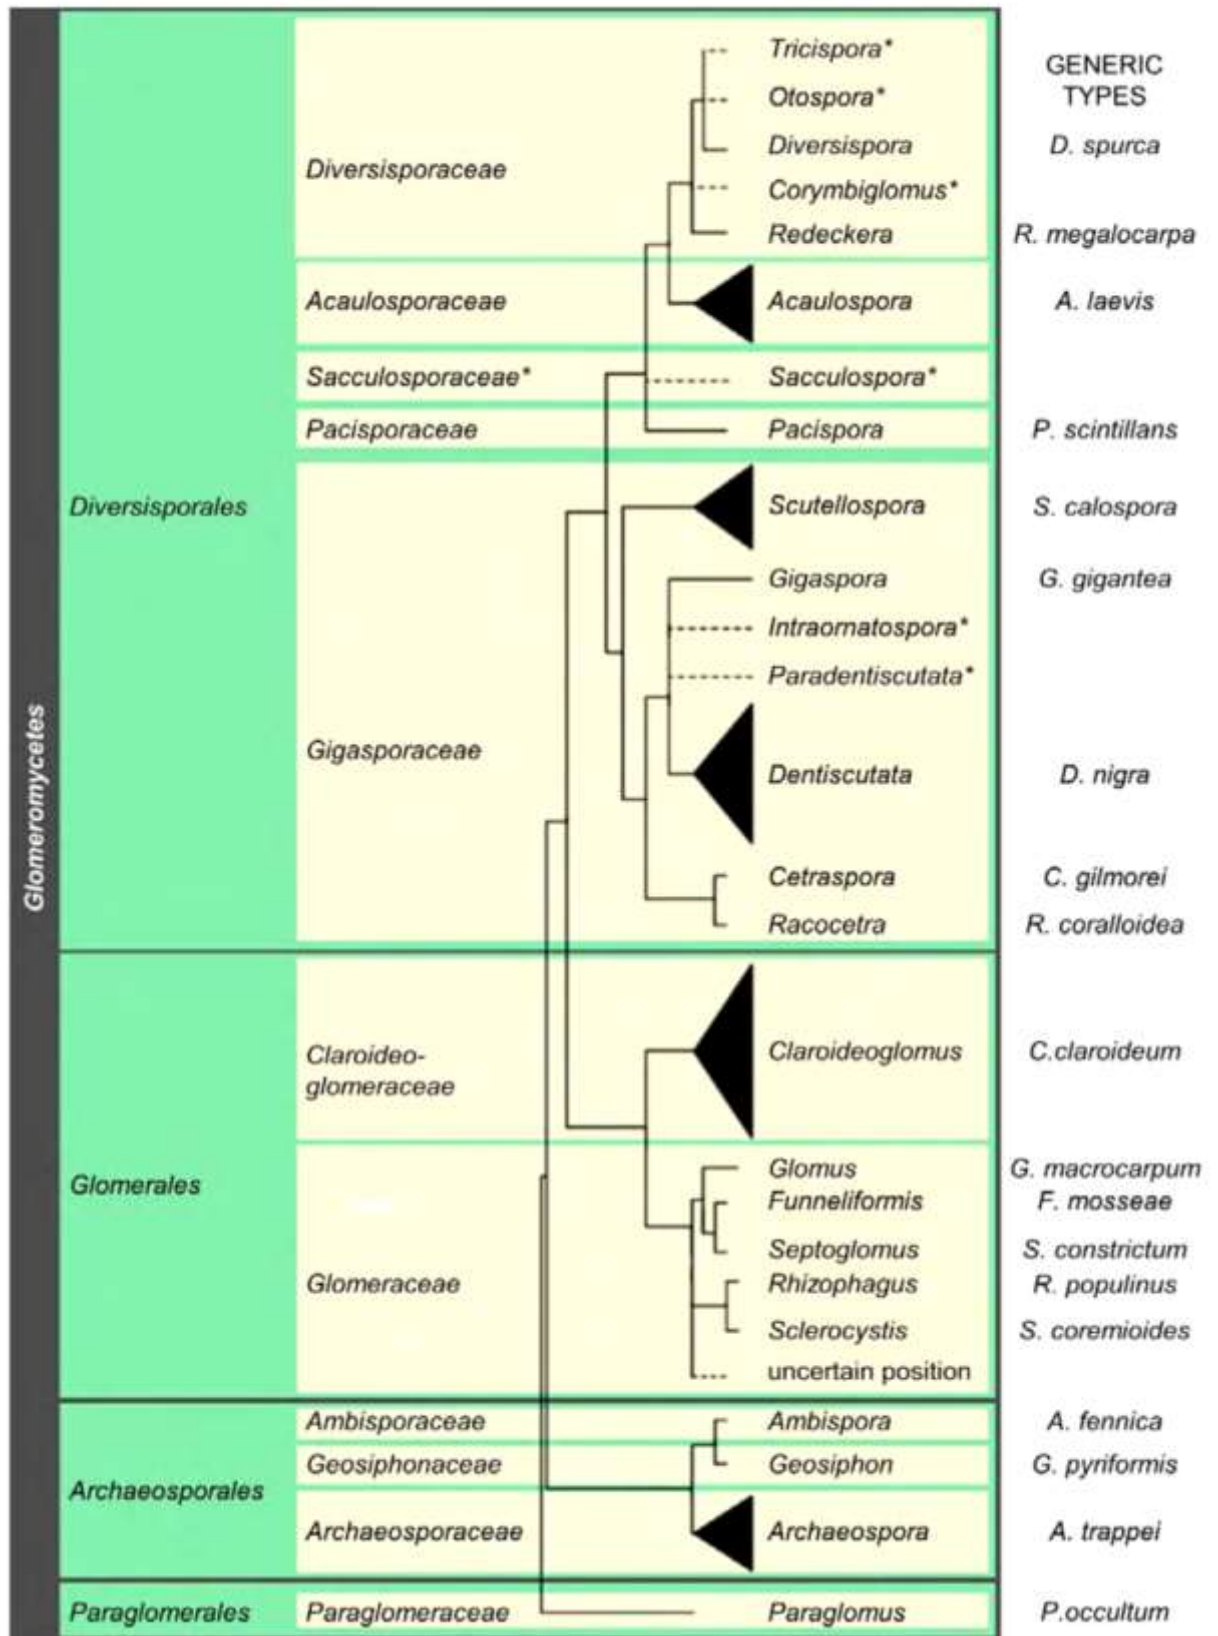 Glomeromycetes
GENERIC
TYPES
Diversisporales
Diversisporaceae
Tricispora*
Otospora*
Diversispora D. spurca
Corymbiglomus*
Redeckera R. megalocarpa
Acaulosporaceae Acaulospora A. laevis
Sacculosporaceae* Sacculospora*
Pacisporaceae Pacispora P. scintillans
Gigasporaceae
Scutellospora S. calospora
Gigaspora G. gigantea
Intraornatospora*
Paradentiscutata*
Dentiscutata D. nigra
Cetraspora C. gilmorei
Racocetra R. coralloidea
Glomerales
Claroideo-
glomeraceae
Claroideoglomus C.claroideum
Glomeraceae
Glomus G. macrocarpum
Funneliformis F. mosseae
Septoglomus S. constrictum
Rhizophagus R. populinus
Sclerocystis S. coremioides
uncertain position
Archaeosporales
Ambisporaceae Ambispora A. fennica
Geosiphonaceae Geosiphon G. pyriformis
Archaeosporaceae Archaeospora A. trappei
Paraglomerales Paraglomeraceae Paraglomus P.occultum